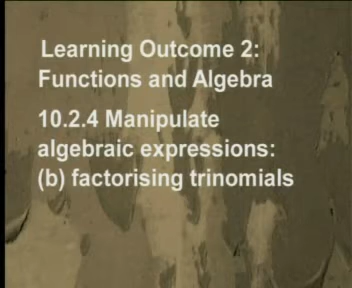 Learning Outcome 2:
Functions and Algebra
10.2.4 Manipulate
algebraic expressions:
(b) factorising trinomials